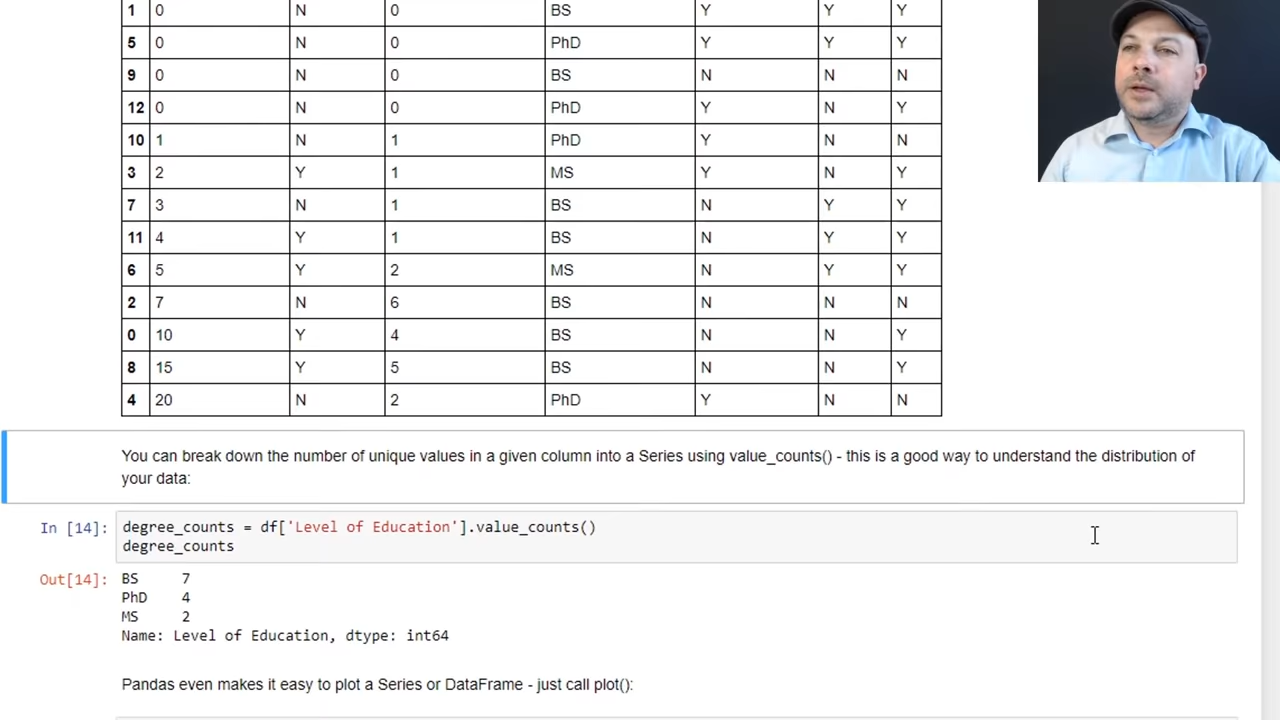 1 0 N 0 BS Y Y Y
5 0 N 0 PhD Y Y Y
9 0 N 0 BS N N N
12 0 N 0 PhD Y N Y
10 1 N 1 PhD Y N N
3 2 Y 1 MS Y N Y
7 3 N 1 BS N Y Y
11 4 Y 1 BS N Y Y
6 5 Y 2 MS N Y Y
2 7 N 6 BS N N N
0 10 Y 4 BS N N Y
8 15 Y 5 BS N N Y
4 20 N 2 PhD Y N N
You can break down the number of unique values in a given column into a Series using value_counts() - this is a good way to understand the distribution of
your data:
In [14]: degree_counts = df['Level of Education'].value_counts()
degree_counts
Out[14]: BS 7
PhD 4
MS 2
Name: Level of Education, dtype: int64
Pandas even makes it easy to plot a Series or DataFrame - just call plot():